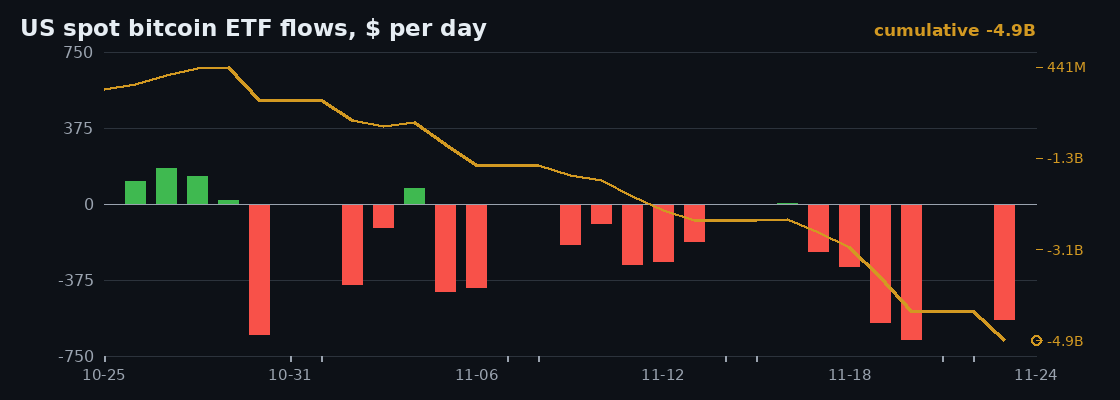 US spot bitcoin ETF flows, $ per day
cumulative -4.9B
750
375
0
-375
-750
441M
-1.3B
-3.1B
-4.9B
10-25 10-31 11-06 11-12 11-18 11-24